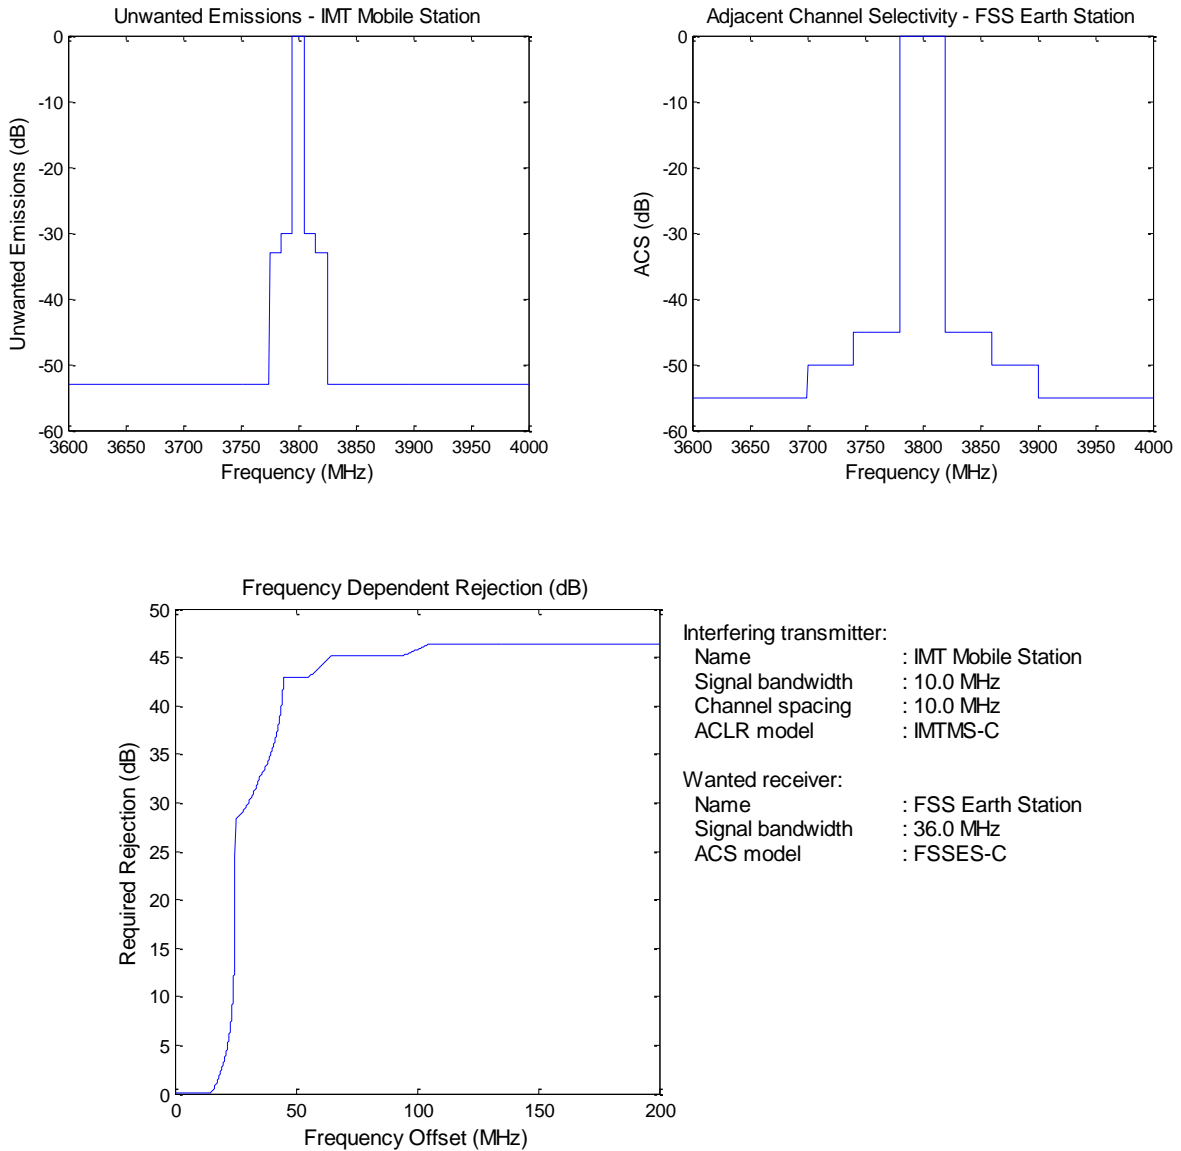 Unwanted Emissions - IMT Mobile Station
Unwanted Emissions (dB)
0
-10
-20
-30
-40
-50
-60
3600 3650 3700 3750 3800 3850 3900 3950 4000
Frequency (MHz)
Adjacent Channel Selectivity - FSS Earth Station
ACS (dB)
0
-10
-20
-30
-40
-50
-60
3600 3650 3700 3750 3800 3850 3900 3950 4000
Frequency (MHz)
Frequency Dependent Rejection (dB)
Required Rejection (dB)
50
45
40
35
30
25
20
15
10
5
0
0 50 100 150 200
Frequency Offset (MHz)
Interfering transmitter:
Name : IMT Mobile Station
Signal bandwidth : 10.0 MHz
Channel spacing : 10.0 MHz
ACLR model : IMTMS-C
Wanted receiver:
Name : FSS Earth Station
Signal bandwidth : 36.0 MHz
ACS model : FSSES-C